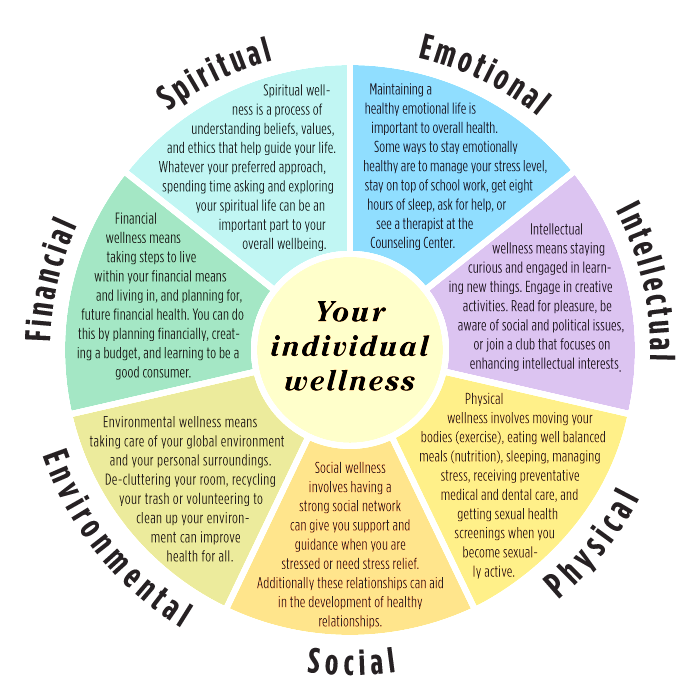 Spiritual
Spiritual well-
ness is a process of
understanding beliefs, values,
and ethics that help guide your life.
Whatever your preferred approach,
spending time asking and exploring
your spiritual life can be an
important part to your
overall wellbeing.
Emotional
Maintaining a
healthy emotional life is
important to overall health.
Some ways to stay emotionally
healthy are to manage your stress level,
stay on top of school work, get eight
hours of sleep, ask for help, or
see a therapist at the
Counseling Center.
Intellectual
Intellectual
wellness means staying
curious and engaged in learn-
ing new things. Engage in creative
activities. Read for pleasure, be
aware of social and political issues,
or join a club that focuses on
enhancing intellectual interests.
Physical
Physical
wellness involves moving your
bodies (exercise), eating well balanced
meals (nutrition), sleeping, managing
stress, receiving preventative
medical and dental care, and
getting sexual health
screenings when you
become sexual-
ly active.
Social
Social wellness
involves having a
strong social network
can give you support and
guidance when you are
stressed or need stress relief.
Additionally these relationships can aid
in the development of healthy
relationships.
Environmental
Environmental wellness means
taking care of your global environment
and your personal surroundings.
De-cluttering your room, recycling
your trash or volunteering to
clean up your environ-
ment can improve
health for all.
Financial
Financial
wellness means
taking steps to live
within your financial means
and living in, and planning for,
future financial health. You can do
this by planning financially, creat-
ing a budget, and learning to be a
good consumer.
Your
individual
wellness